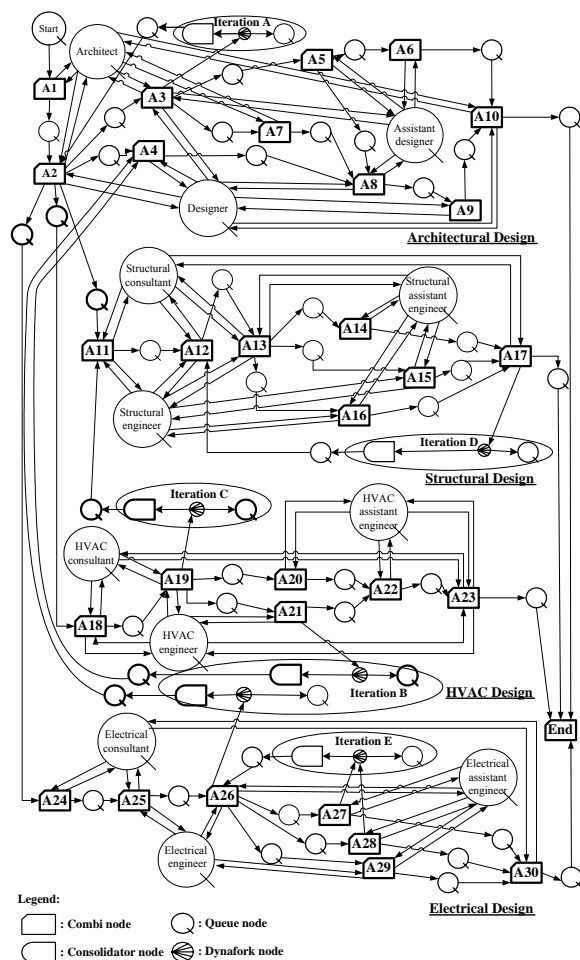 Start
Architect
Iteration A
A1
A2
A3
A4
A5
A6
A7
A8
A9
A10
Assistant
designer
Designer
Architectural Design
Structural
consultant
Structural
assistant
engineer
A11
A12
A13
A14
A15
A16
A17
Structural
engineer
Iteration D
Structural Design
Iteration C
HVAC
consultant
HVAC
assistant
engineer
A18
A19
A20
A21
A22
A23
HVAC
engineer
Iteration B
HVAC Design
Electrical
consultant
Iteration E
End
Electrical
assistant
engineer
A24
A25
A26
A27
A28
A29
A30
Electrical
engineer
Electrical Design
Legend:
: Combi node
: Queue node
: Consolidator node
: Dynafork node